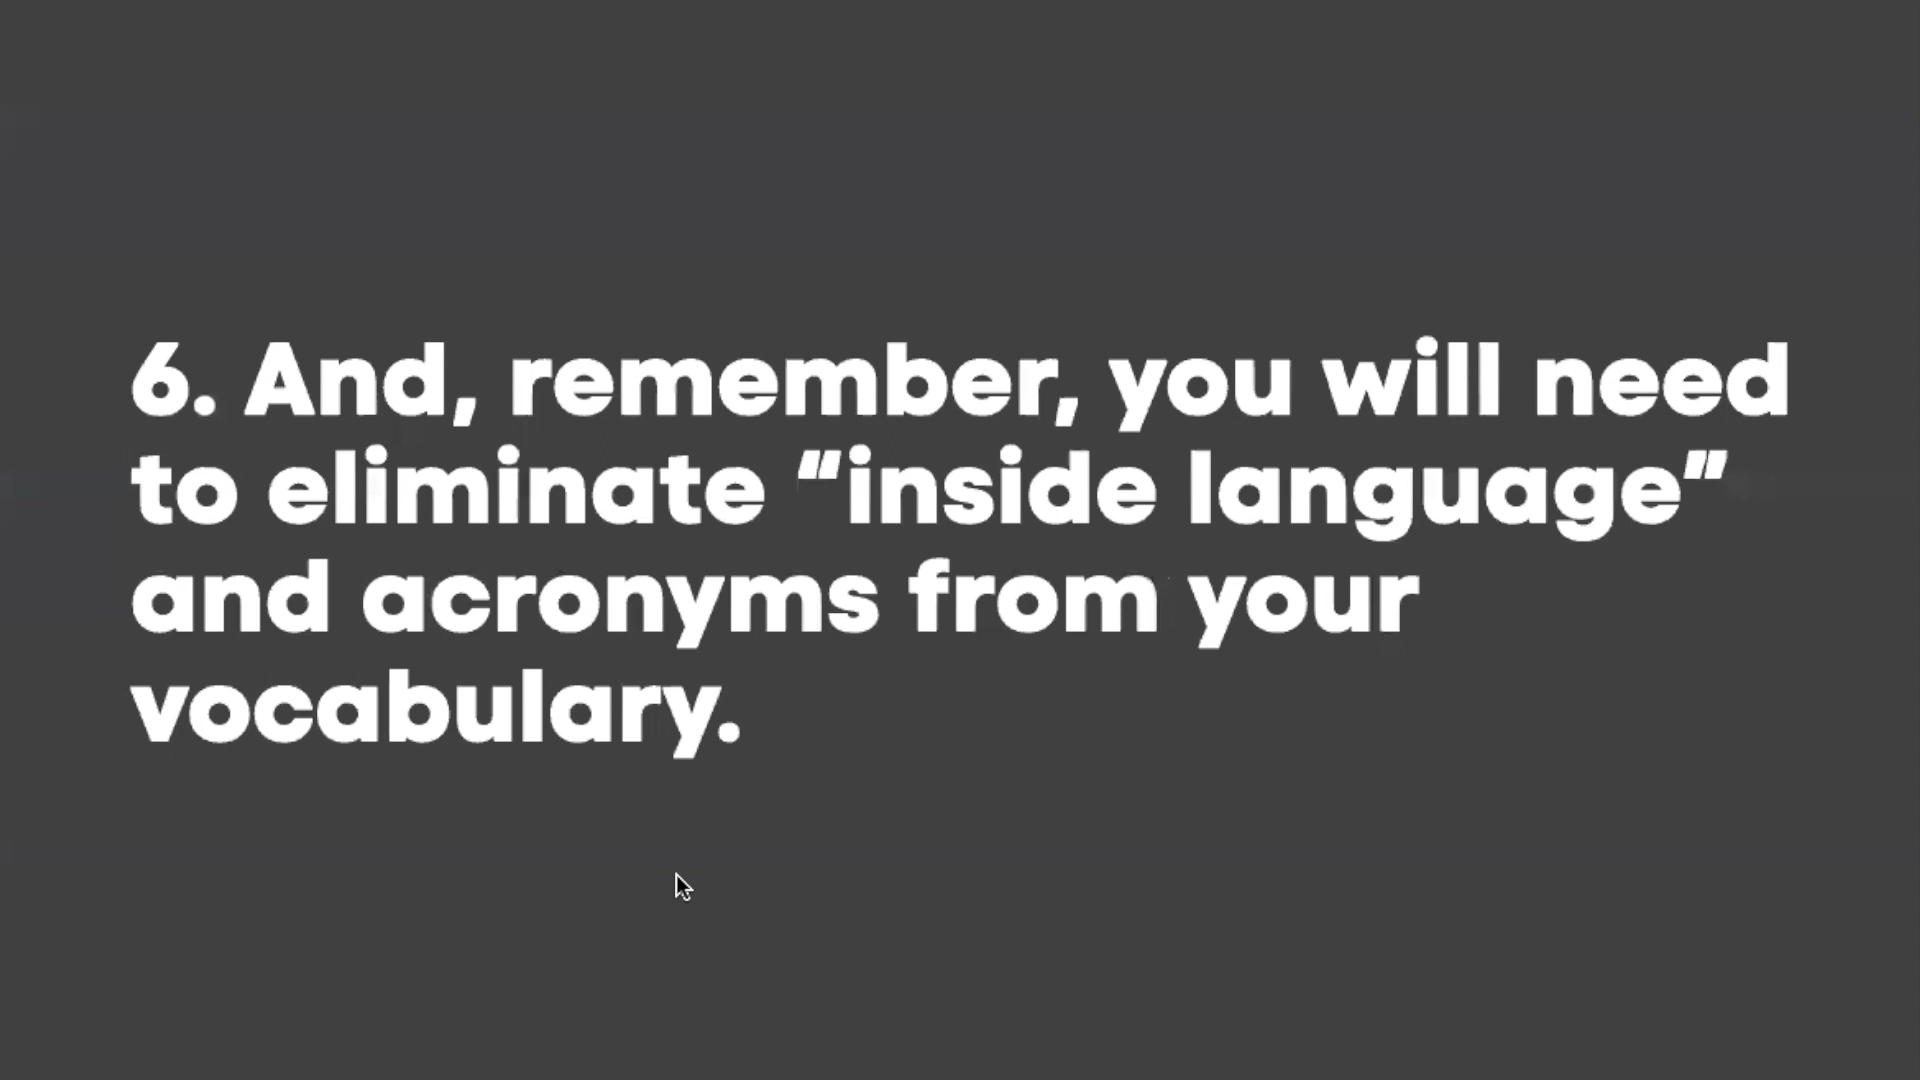 6. And, remember, you will need
to eliminate “inside language”
and acronyms from your
vocabulary.